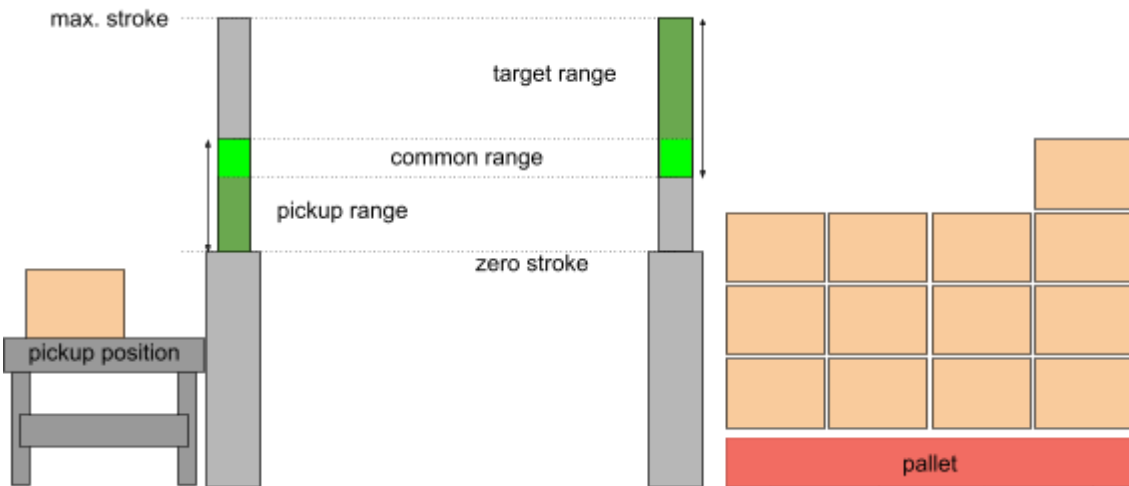 max. stroke
target range
common range
pickup range
zero stroke
pickup position
pallet